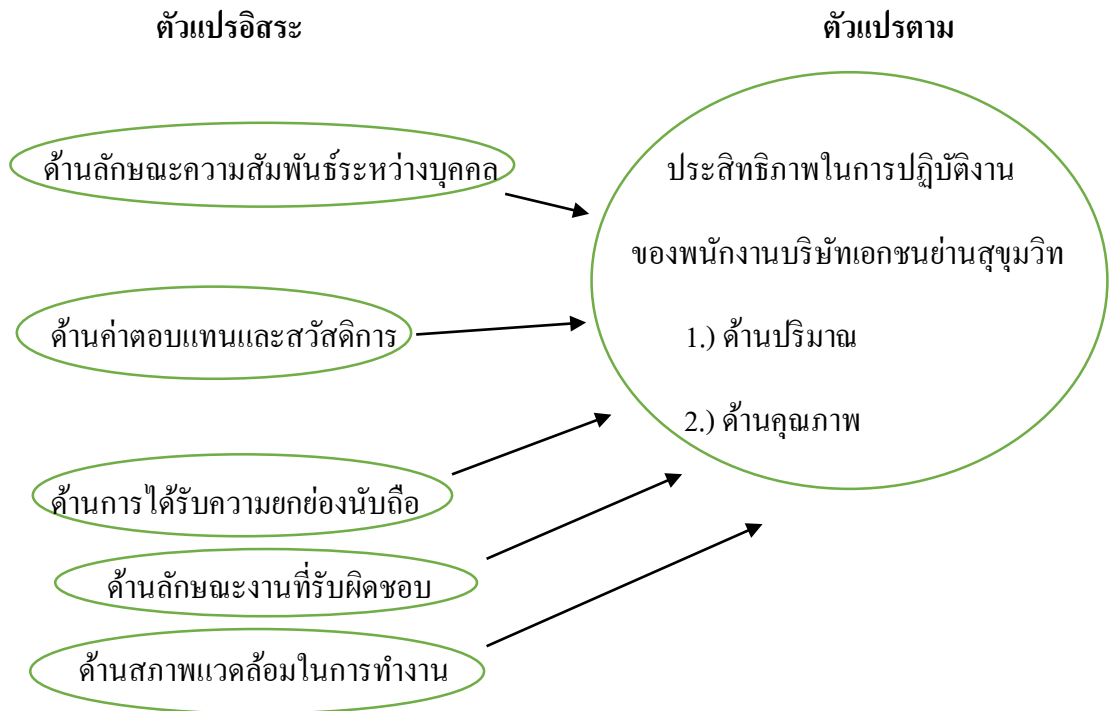 ตัวแปรอิสระ
ตัวแปรตาม
ด้านลักษณะความสัมพันธ์ระหว่างบุคคล
ด้านค่าตอบแทนและสวัสดิการ
ด้านการได้รับความยกย่องนับถือ
ด้านลักษณะงานที่รับผิดชอบ
ด้านสภาพแวดล้อมในการทำงาน
ประสิทธิภาพในการปฏิบัติงาน
ของพนักงานบริษัทเอกชนย่านสุขุมวิท
1.) ด้านปริมาณ
2.) ด้านคุณภาพ